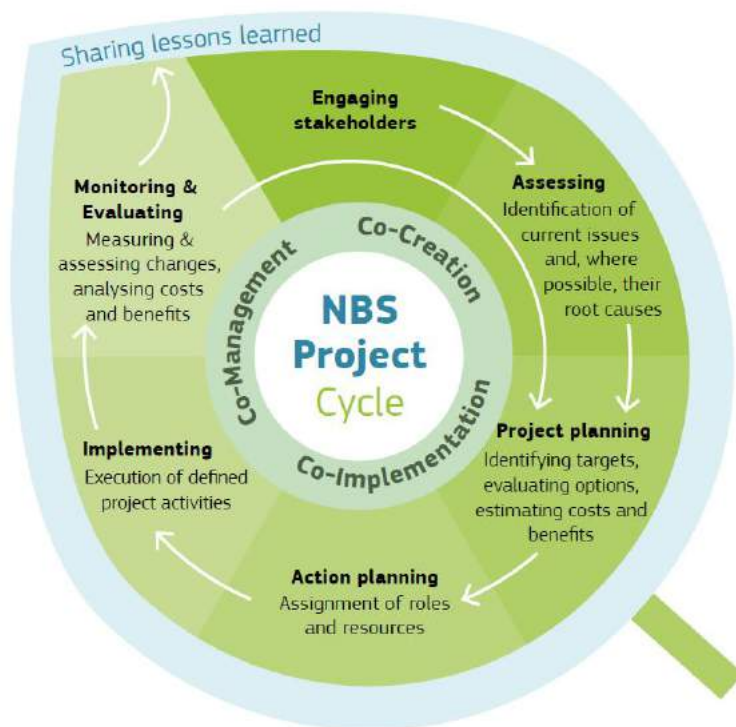 Sharing lessons learned
Engaging
stakeholders
Assessing
Identification of
current issues
and, where
possible, their
root causes
Project planning
Identifying targets,
evaluating options,
estimating costs and
benefits
Action planning
Assignment of roles
and resources
Implementing
Execution of defined
project activities
Monitoring &
Evaluating
Measuring &
assessing changes,
analysing costs
and benefits
Co-Creation
Co-Implementation
Co-Management
NBS
Project
Cycle